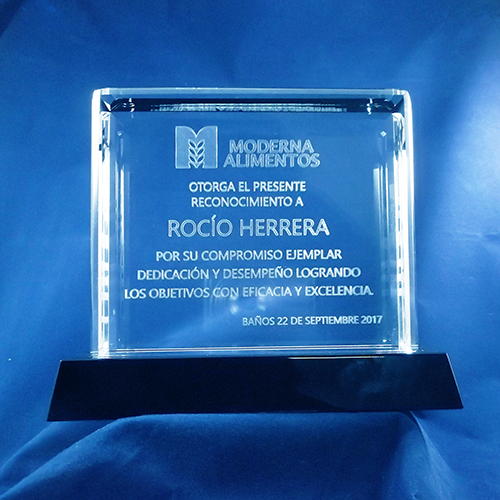 MODERNA
ALIMENTOS
OTORGA EL PRESENTE
RECONOCIMIENTO A
ROCÍO HERRERA
POR SU COMPROMISO EJEMPLAR
DEDICACIÓN Y DESEMPEÑO LOGRANDO
LOS OBJETIVOS CON EFICACIA Y EXCELENCIA.
BAÑOS 22 DE SEPTIEMBRE 2017